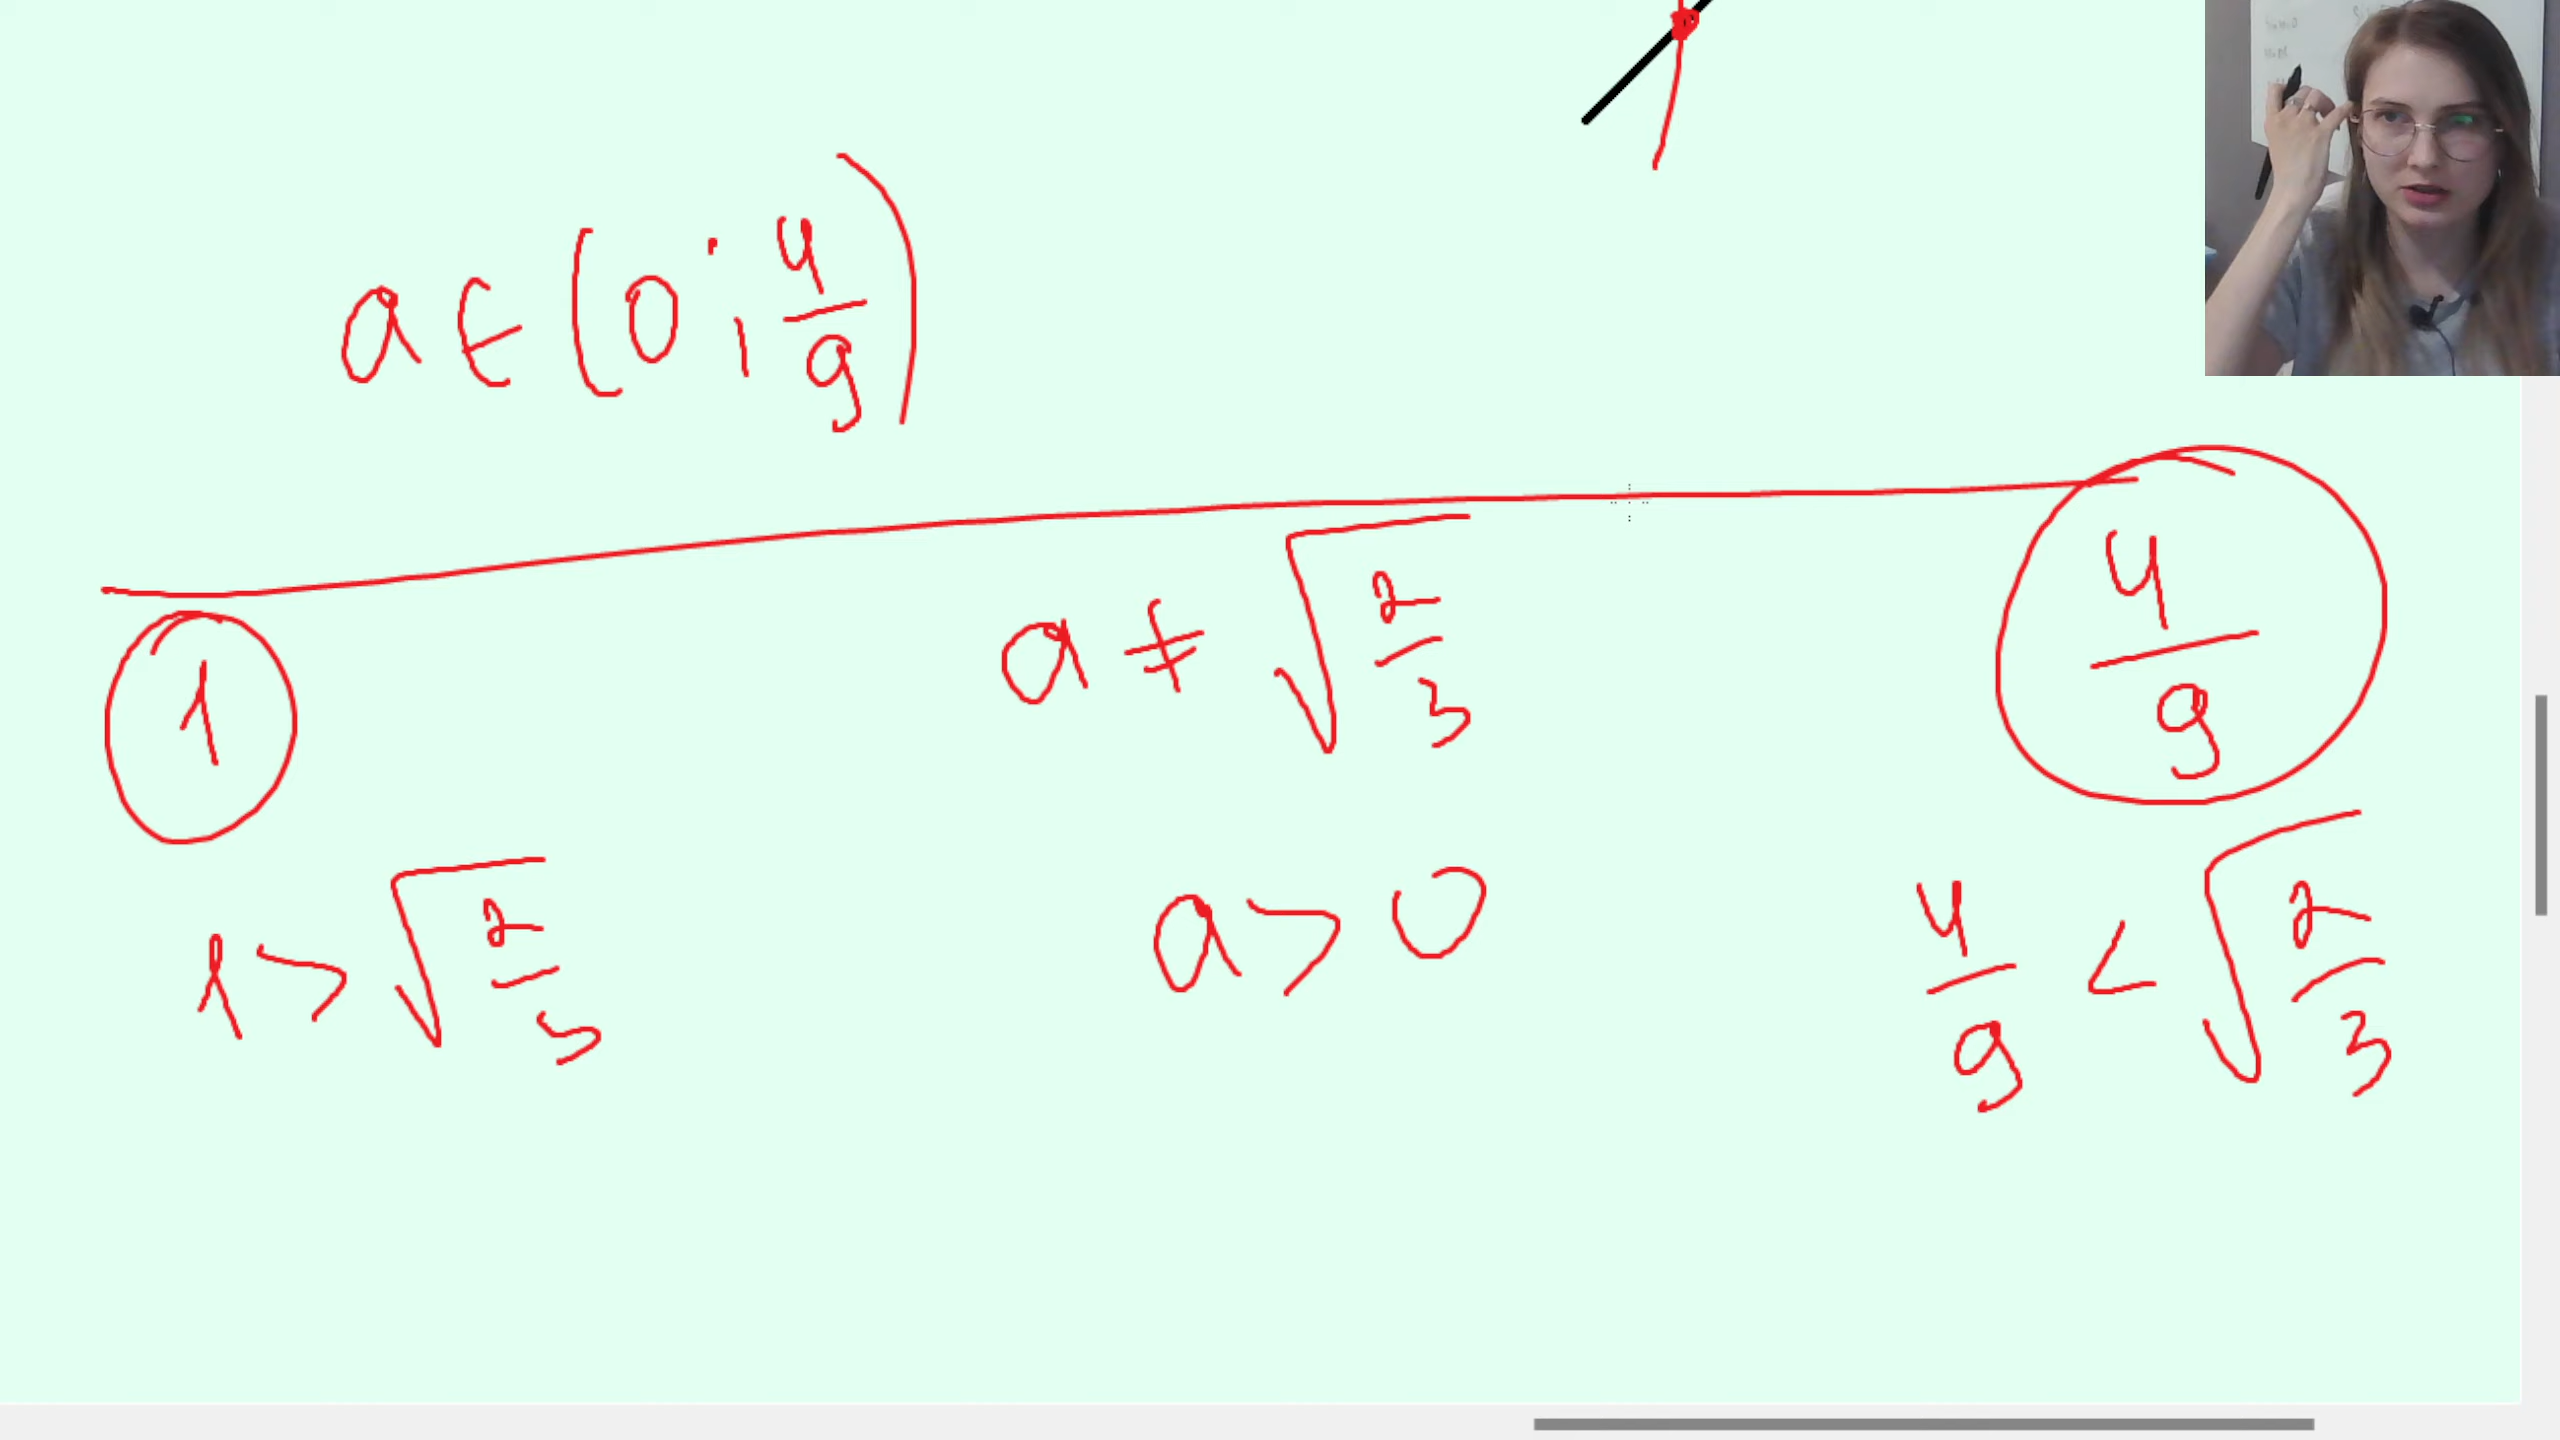 a ∈ (0; 4/9)
1
a ≠ √(2/3)
4/9
1 > √(2/3)
a > 0
4/9 < √(2/3)